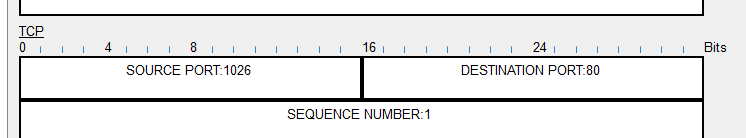 TCP
0 4 8 16 24 Bits
SOURCE PORT:1026 DESTINATION PORT:80
SEQUENCE NUMBER:1